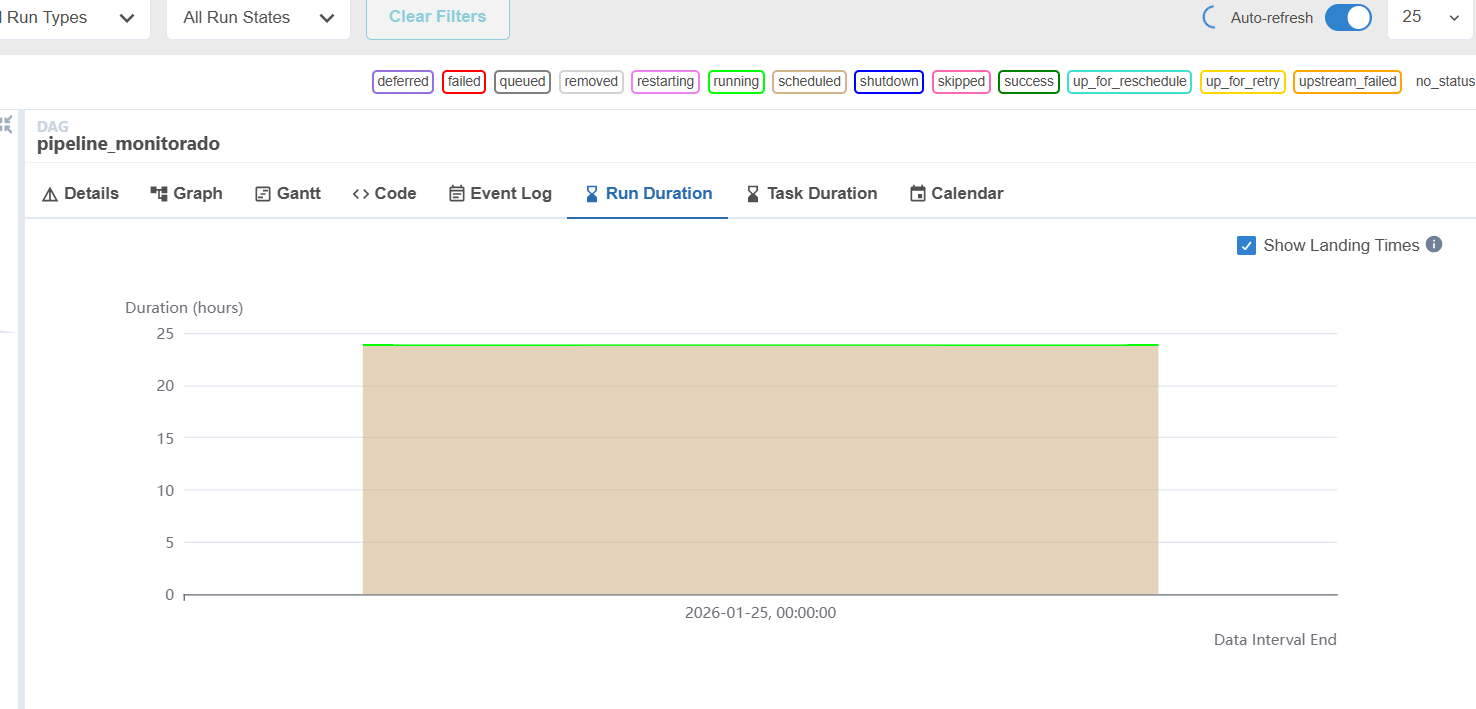 l Run Types
All Run States
Clear Filters
Auto-refresh
25
deferred failed queued removed restarting running scheduled shutdown skipped success up_for_reschedule up_for_retry upstream_failed no_status
DAG
pipeline_monitorado
Details Graph Gantt Code Event Log Run Duration Task Duration Calendar
Show Landing Times
Duration (hours)
25
20
15
10
5
0
2026-01-25, 00:00:00
Data Interval End